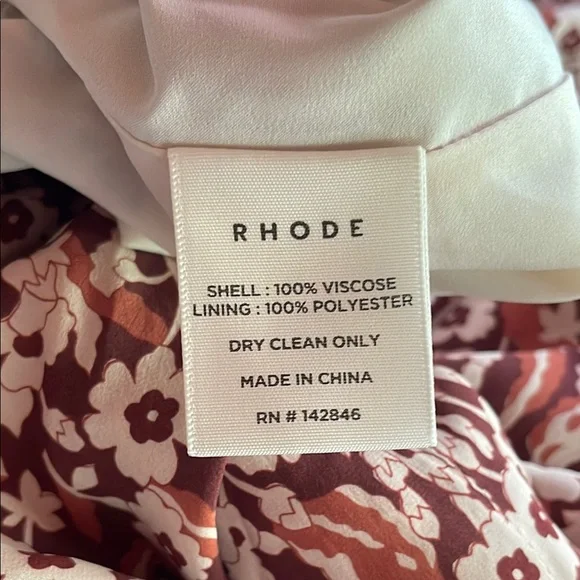 RHODE
SHELL : 100% VISCOSE
LINING : 100% POLYESTER
DRY CLEAN ONLY
MADE IN CHINA
RN # 142846